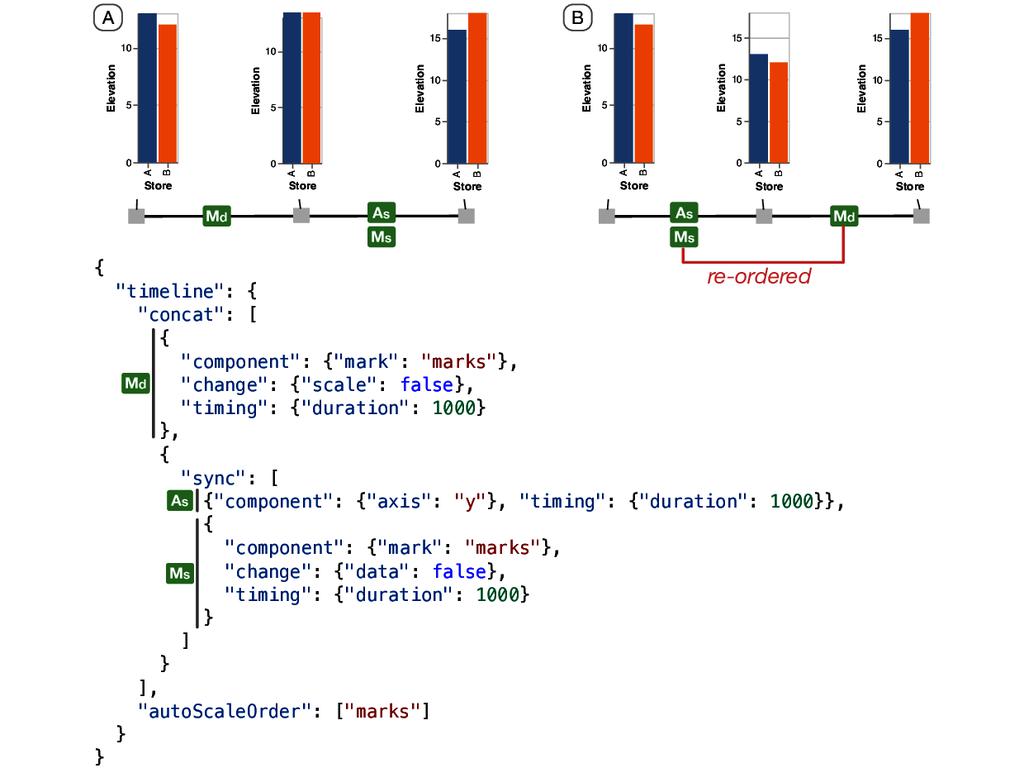 A
B
Elevation
10
5
0
A
B
Store
Elevation
10
5
0
A
B
Store
Elevation
15
10
5
0
A
B
Store
Elevation
10
5
0
A
B
Store
Elevation
15
10
5
0
A
B
Store
Elevation
15
10
5
0
A
B
Store
Md
As
Ms
As
Ms
Md
re-ordered
{
"timeline": {
"concat": [
{
"component": {"mark": "marks"},
Md "change": {"scale": false},
"timing": {"duration": 1000}
},
{
"sync": [
As {"component": {"axis": "y"}, "timing": {"duration": 1000}},
{
"component": {"mark": "marks"},
Ms "change": {"data": false},
"timing": {"duration": 1000}
}
]
}
],
"autoScaleOrder": ["marks"]
}
}